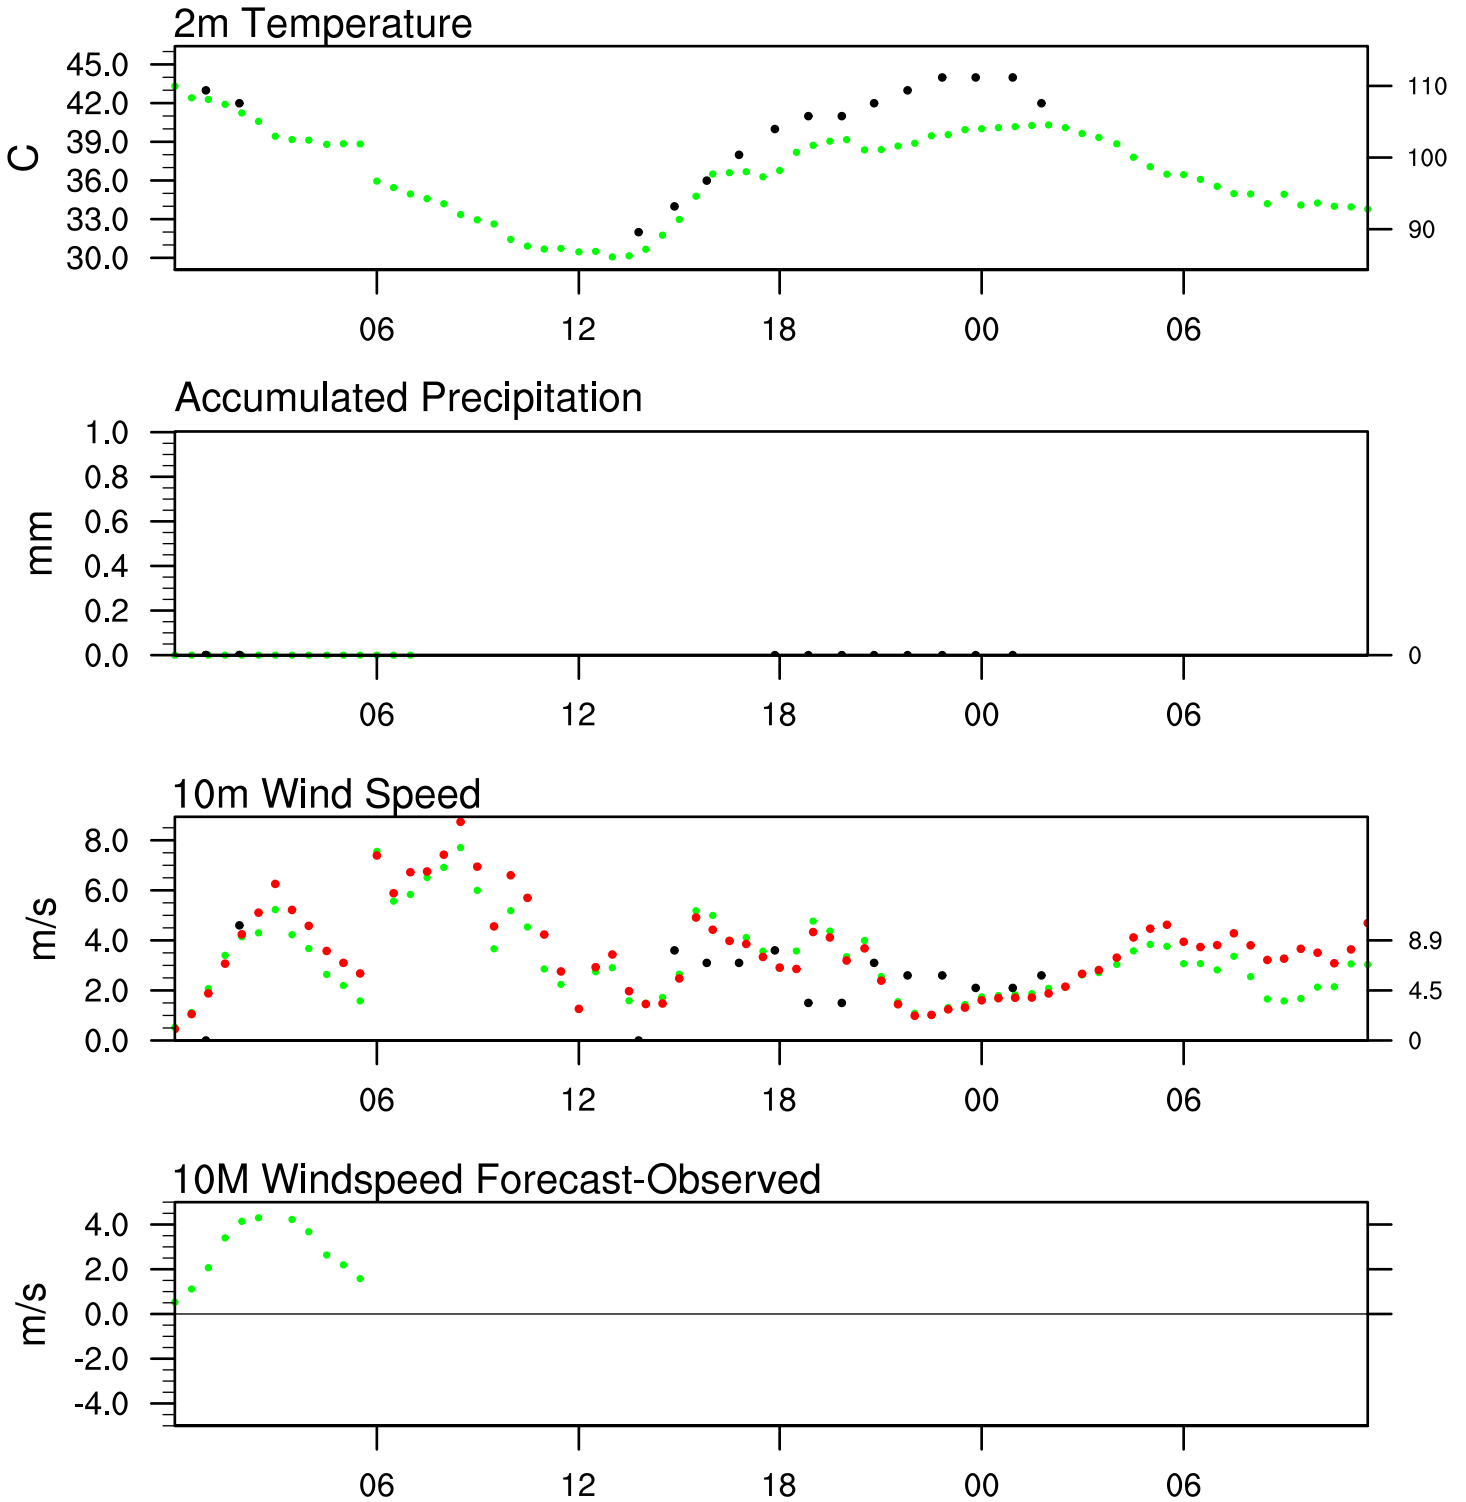 2m Temperature
45.0
42.0
39.0
36.0
33.0
30.0
C
110
100
90
06 12 18 00 06
Accumulated Precipitation
1.0
0.8
0.6
0.4
0.2
0.0
mm
0
06 12 18 00 06
10m Wind Speed
8.0
6.0
4.0
2.0
0.0
m/s
8.9
4.5
0
06 12 18 00 06
10M Windspeed Forecast-Observed
4.0
2.0
0.0
-2.0
-4.0
m/s
06 12 18 00 06